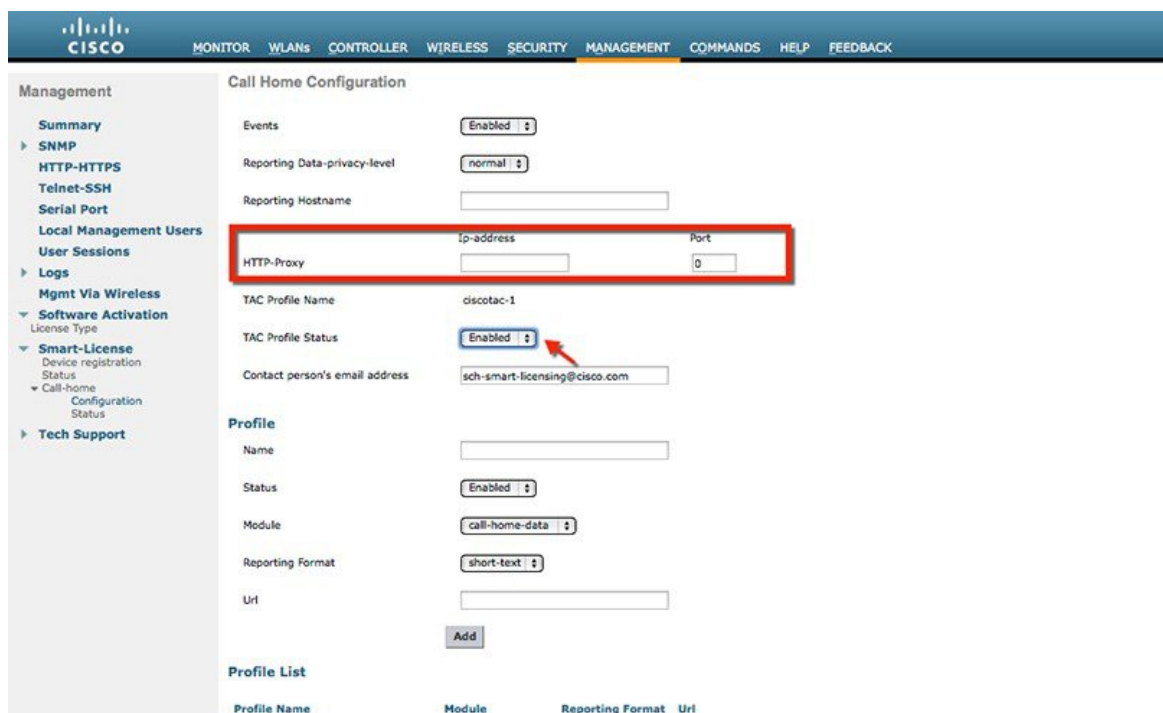 CISCO
MONITOR WLANs CONTROLLER WIRELESS SECURITY MANAGEMENT COMMANDS HELP FEEDBACK
Management
Summary
SNMP
HTTP-HTTPS
Telnet-SSH
Serial Port
Local Management Users
User Sessions
Logs
Mgmt Via Wireless
Software Activation
License Type
Smart-License
Device registration
Status
Call-home
Configuration
Status
Tech Support
Call Home Configuration
Events Enabled
Reporting Data-privacy-level normal
Reporting Hostname
Ip-address Port
HTTP-Proxy 0
TAC Profile Name ciscotac-1
TAC Profile Status Enabled
Contact person's email address sch-smart-licensing@cisco.com
Profile
Name
Status Enabled
Module call-home-data
Reporting Format short-text
Url
Add
Profile List
Profile Name Module Reporting Format Url